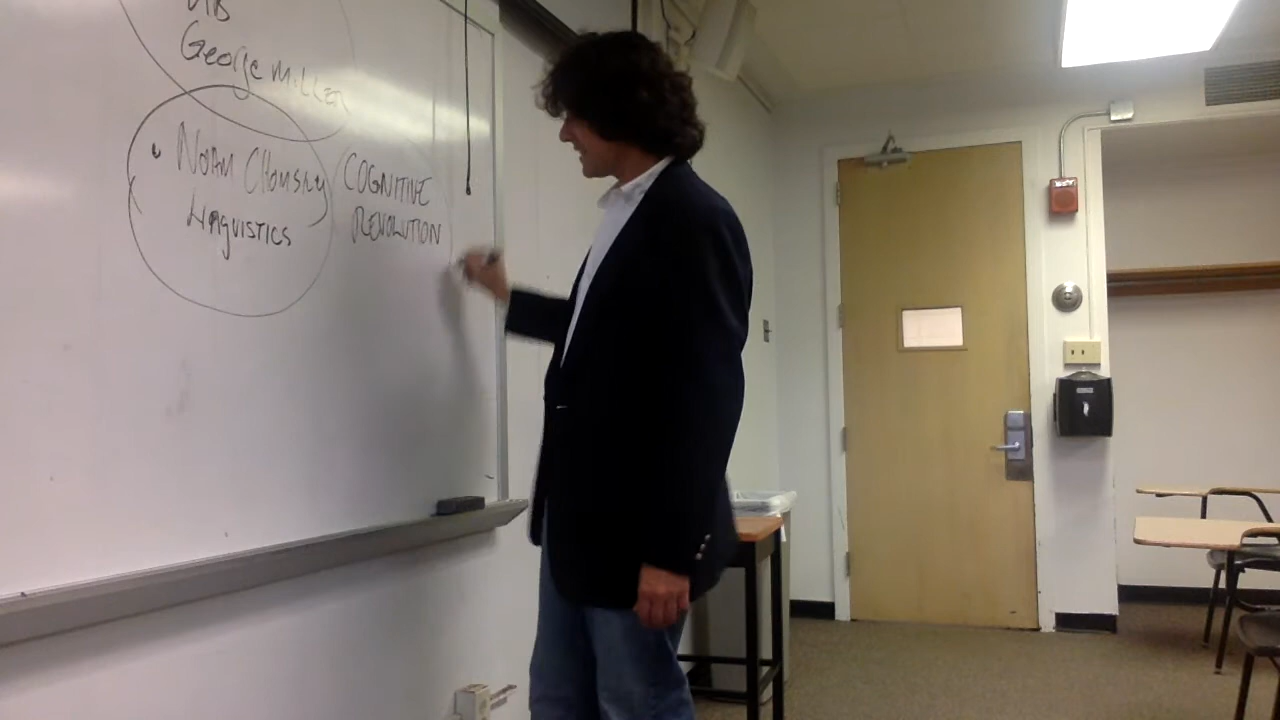 George Miller
Noam Chomsky
Linguistics
COGNITIVE
REVOLUTION